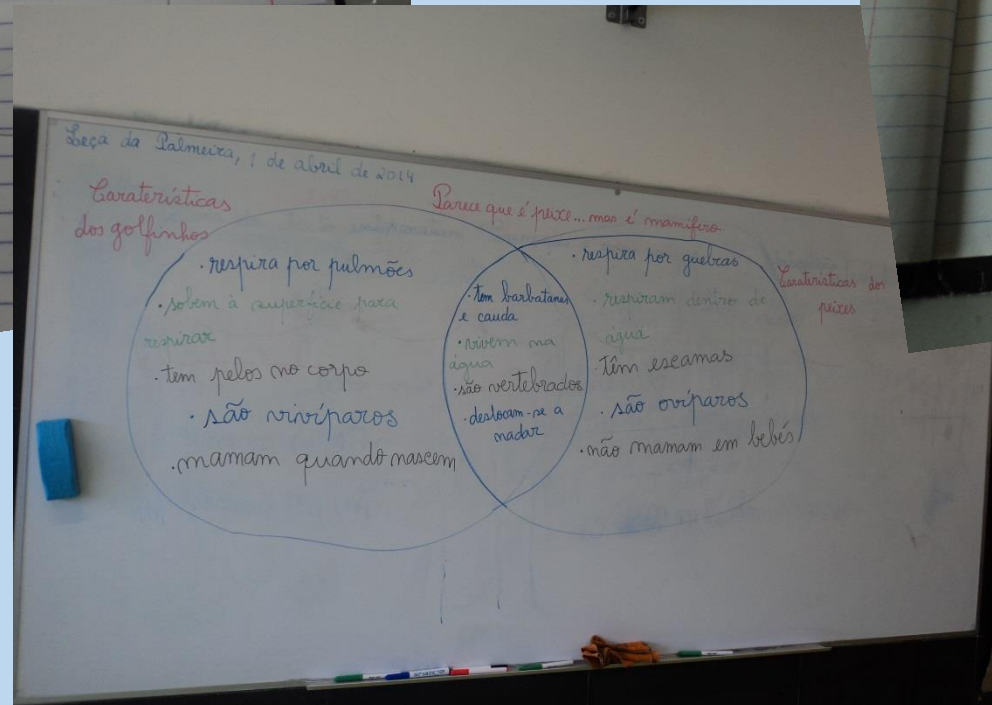 Leça da Palmeira, 1 de abril de 2014
Caraterísticas
dos golfinhos
Parece que é peixe... mas é mamífero
· respira por pulmões
· sobem à superfície para
respirar
· tem pelos no corpo
· são vivíparos
· mamam quando nascem
· tem barbatanas
e cauda
· vivem na
água
· são vertebrados
· deslocam-se a
nadar
· respira por guebras
· respiram dentro de
água
· Têm escamas
· são ovíparos
· não mamam em bebés
Caraterísticas dos
peixes